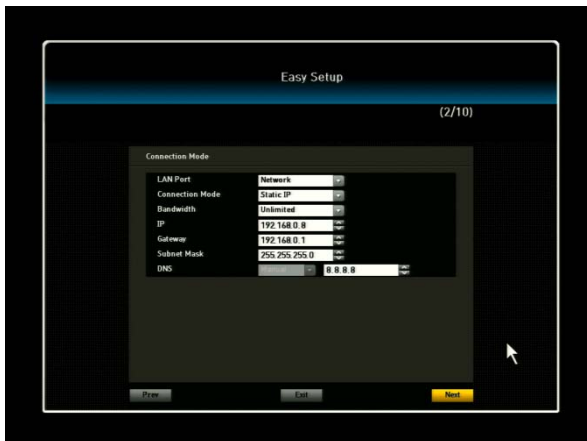 Easy Setup
(2/10)
Connection Mode
LAN Port Network
Connection Mode Static IP
Bandwidth Unlimited
IP 192.168.0.8
Gateway 192.168.0.1
Subnet Mask 255.255.255.0
DNS Manual 8.8.8.8
Prev Exit Next